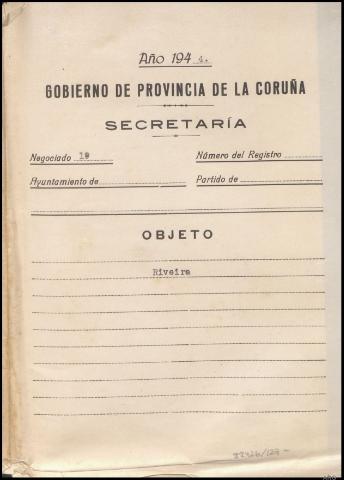 Año 194 4.
GOBIERNO DE PROVINCIA DE LA CORUÑA
SECRETARÍA
Negociado 1º Número del Registro
Ayuntamiento de Partido de
OBJETO
Riveira